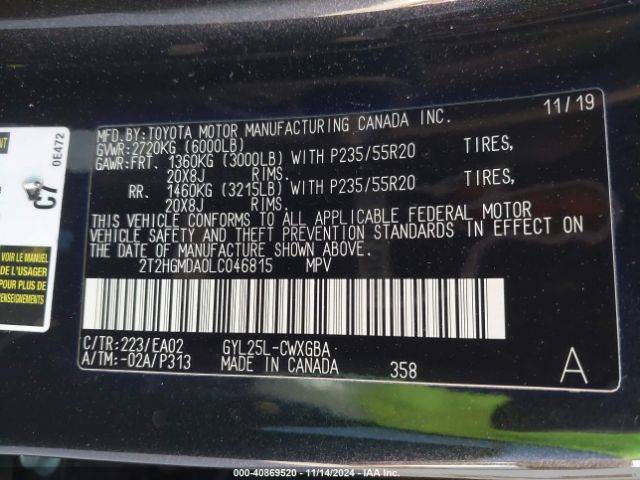 MFD.BY:TOYOTA MOTOR MANUFACTURING CANADA INC. 11/19
GVWR:2720KG (6000LB)
GAWR:FRT. 1360KG (3000LB) WITH P235/55R20 TIRES,
20X8J RIMS.
RR. 1460KG (3215LB) WITH P235/55R20 TIRES,
20X8J RIMS.
THIS VEHICLE CONFORMS TO ALL APPLICABLE FEDERAL MOTOR
VEHICLE SAFETY AND THEFT PREVENTION STANDARDS IN EFFECT ON
THE DATE OF MANUFACTURE SHOWN ABOVE.
2T2HGMDA0LC046815 MPV
C/TR:223/EA02 GYL25L-CWXGBA
A/TM:-02A/P313 MADE IN CANADA 358 A
C7 0E472
DE L'USAGER
POUR PLUS DE
RENSEIGNEMENTS
000-40869520 - 11/14/2024 - IAA Inc.